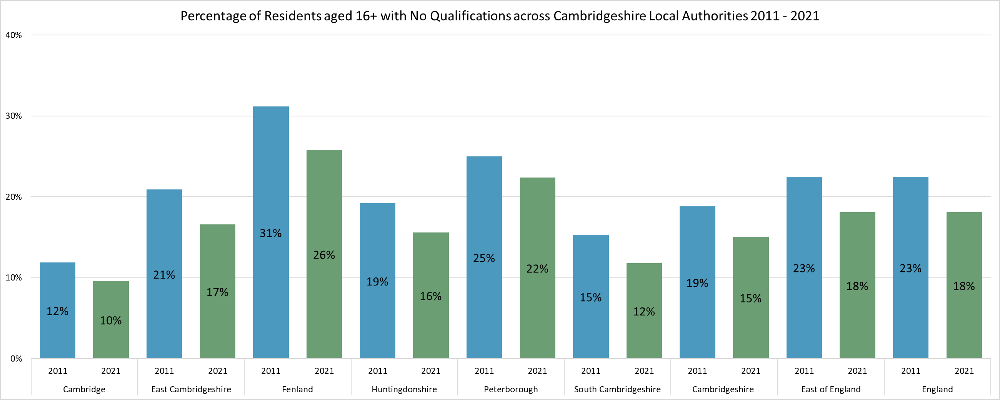 Percentage of Residents aged 16+ with No Qualifications across Cambridgeshire Local Authorities 2011 - 2021
40%
30%
20%
10%
0%
12% 10% 21% 17% 31% 26% 19% 16% 25% 22% 15% 12% 19% 15% 23% 18% 23% 18%
2011 2021 2011 2021 2011 2021 2011 2021 2011 2021 2011 2021 2011 2021 2011 2021 2011 2021
Cambridge East Cambridgeshire Fenland Huntingdonshire Peterborough South Cambridgeshire Cambridgeshire East of England England